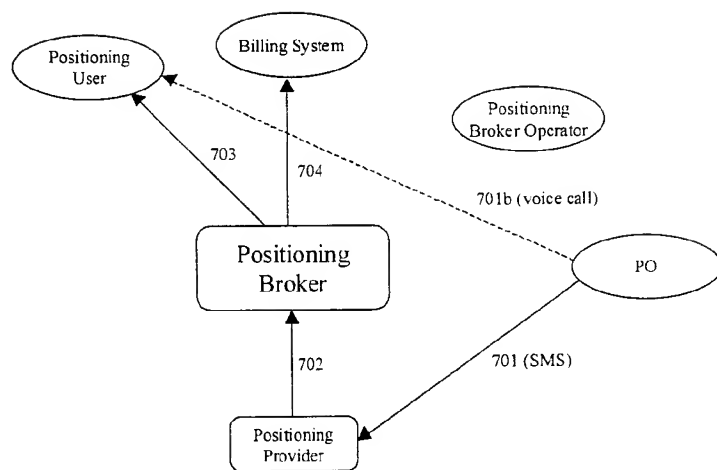 Billing System
Positioning
User
Positioning
Broker Operator
703
704
701b (voice call)
Positioning
Broker
PO
702
701 (SMS)
Positioning
Provider